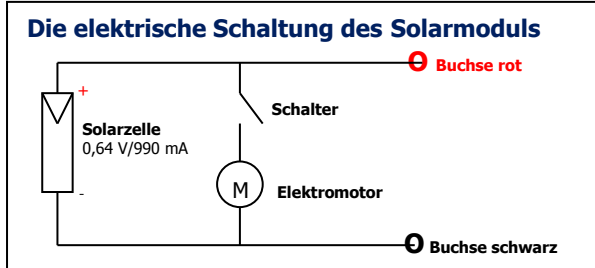 Die elektrische Schaltung des Solarmoduls
O Buchse rot
+
Schalter
Solarzelle
0,64 V/990 mA
M
Elektromotor
-
O Buchse schwarz